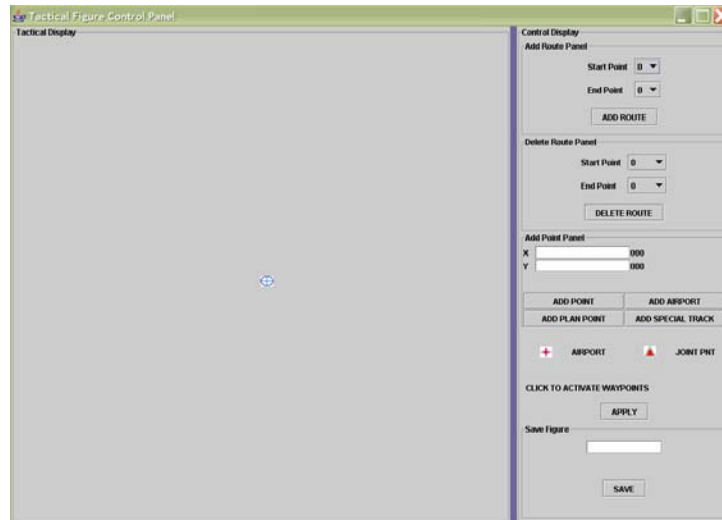 Tactical Figure Control Panel
Tactical Display
Control Display
Add Route Panel
Start Point 0
End Point 0
ADD ROUTE
Delete Route Panel
Start Point 0
End Point 0
DELETE ROUTE
Add Point Panel
X 000
Y 000
ADD POINT ADD AIRPORT
ADD PLAN POINT ADD SPECIAL TRACK
AIRPORT JOINT PNT
CLICK TO ACTIVATE WAYPOINTS
APPLY
Save Figure
SAVE